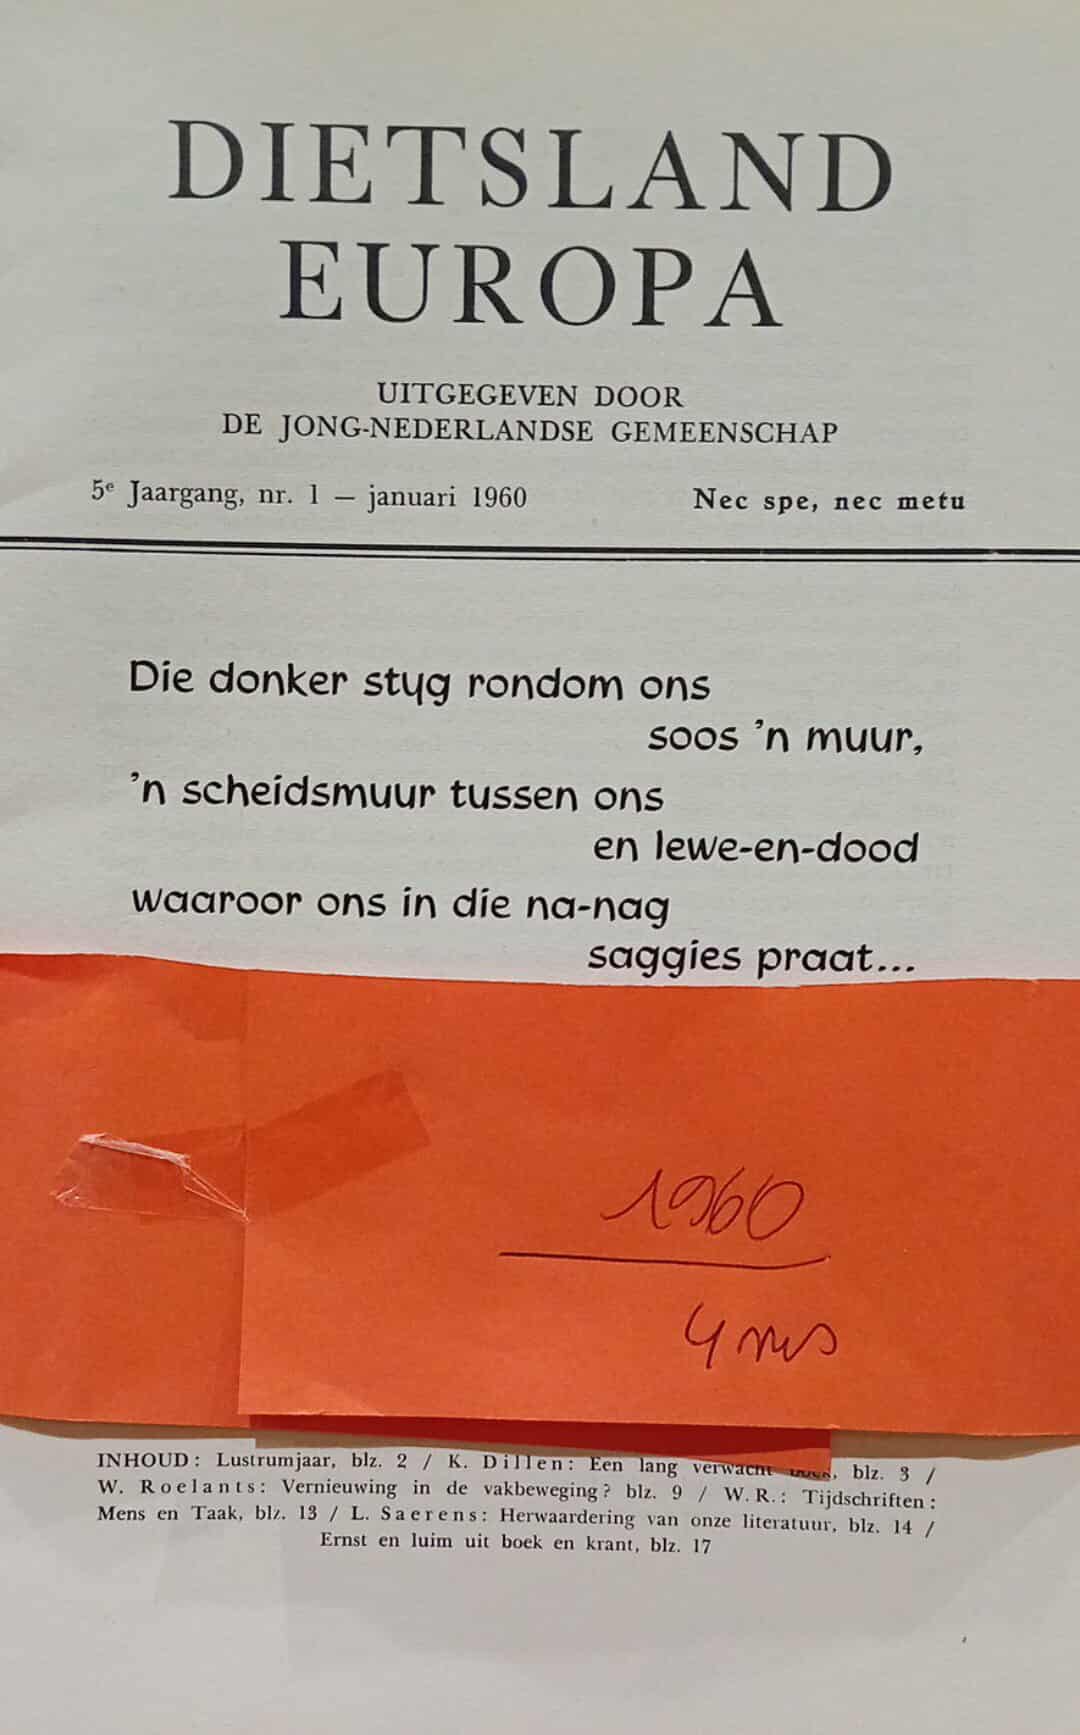 DIETSLAND
EUROPA
UITGEGEVEN DOOR
DE JONG-NEDERLANDSE GEMEENSCHAP
5e Jaargang, nr. 1 — januari 1960 Nec spe, nec metu
Die donker styg rondom ons
soos 'n muur,
'n scheidsmuur tussen ons
en lewe-en-dood
waaroor ons in die na-nag
saggies praat...
1960
4 nrs
INHOUD: Lustrumjaar, blz. 2 / K. Dillen: Een lang verwacht boek, blz. 3 /
W. Roelants: Vernieuwing in de vakbeweging? blz. 9 / W.R.: Tijdschriften:
Mens en Taak, blz. 13 / L. Saerens: Herwaardering van onze literatuur, blz. 14 /
Ernst en luim uit boek en krant, blz. 17